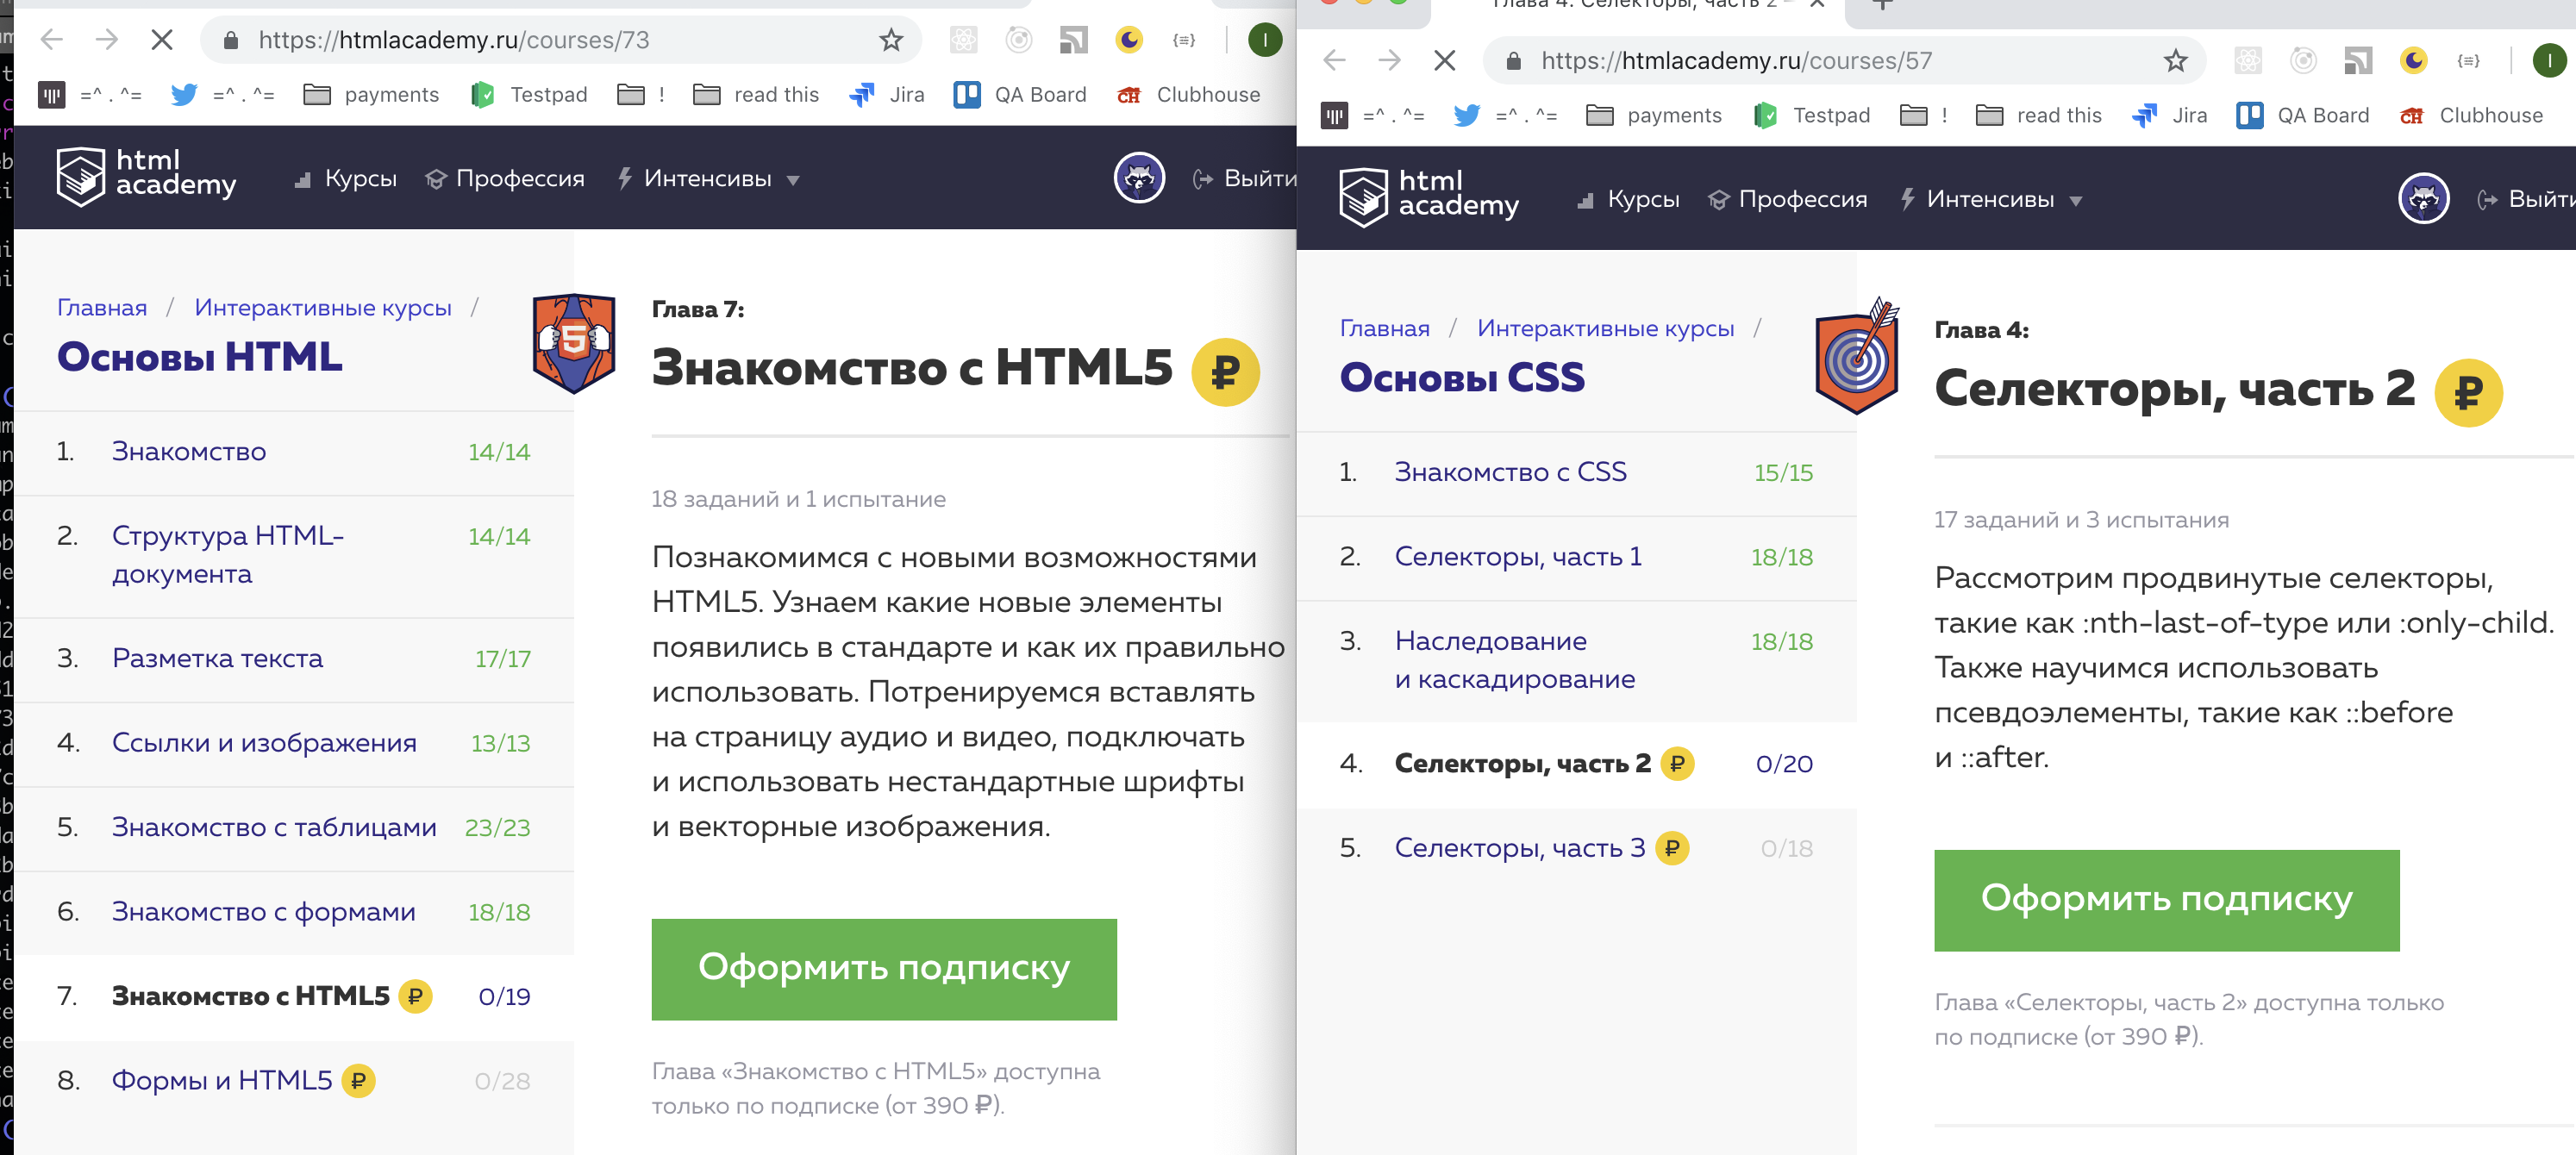 https://htmlacademy.ru/courses/73
=^ . ^=
=^ . ^=
payments
Testpad
!
read this
Jira
QA Board
Clubhouse
html
academy
Курсы
Профессия
Интенсивы
Выйти
Главная / Интерактивные курсы /
Основы HTML
1. Знакомство 14/14
2. Структура HTML-
документа 14/14
3. Разметка текста 17/17
4. Ссылки и изображения 13/13
5. Знакомство с таблицами 23/23
6. Знакомство с формами 18/18
7. Знакомство с HTML5 ₽ 0/19
8. Формы и HTML5 ₽ 0/28
Глава 7:
Знакомство с HTML5 ₽
18 заданий и 1 испытание
Познакомимся с новыми возможностями
HTML5. Узнаем какие новые элементы
появились в стандарте и как их правильно
использовать. Потренируемся вставлять
на страницу аудио и видео, подключать
и использовать нестандартные шрифты
и векторные изображения.
Оформить подписку
Глава «Знакомство с HTML5» доступна
только по подписке (от 390 ₽).
Глава 4: Селекторы, часть 2 –
https://htmlacademy.ru/courses/57
=^ . ^=
=^ . ^=
payments
Testpad
!
read this
Jira
QA Board
Clubhouse
html
academy
Курсы
Профессия
Интенсивы
Выйти
Главная / Интерактивные курсы /
Основы CSS
1. Знакомство с CSS 15/15
2. Селекторы, часть 1 18/18
3. Наследование
и каскадирование 18/18
4. Селекторы, часть 2 ₽ 0/20
5. Селекторы, часть 3 ₽ 0/18
Глава 4:
Селекторы, часть 2 ₽
17 заданий и 3 испытания
Рассмотрим продвинутые селекторы,
такие как :nth-last-of-type или :only-child.
Также научимся использовать
псевдоэлементы, такие как ::before
и ::after.
Оформить подписку
Глава «Селекторы, часть 2» доступна только
по подписке (от 390 ₽).